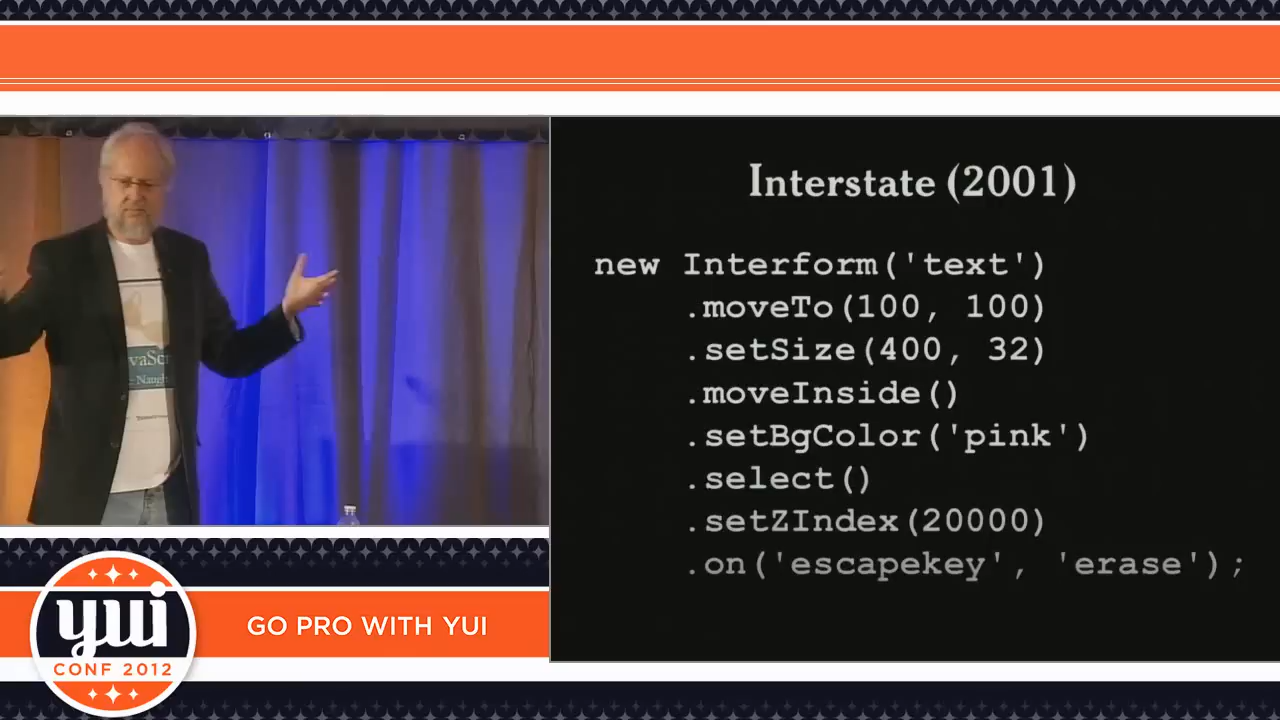 Interstate (2001)
new Interform('text')
.moveTo(100, 100)
.setSize(400, 32)
.moveInside()
.setBgColor('pink')
.select()
.setZIndex(20000)
.on('escapekey', 'erase');
yui
CONF 2012
GO PRO WITH YUI